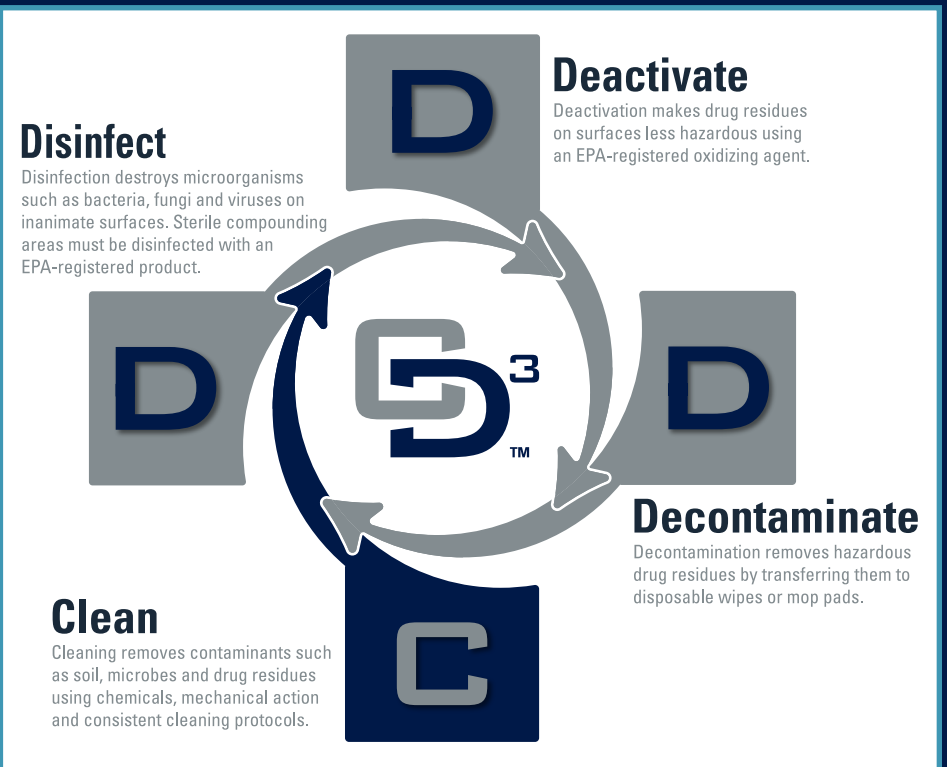 D
Deactivate
Deactivation makes drug residues
on surfaces less hazardous using
an EPA-registered oxidizing agent.
Disinfect
Disinfection destroys microorganisms
such as bacteria, fungi and viruses on
inanimate surfaces. Sterile compounding
areas must be disinfected with an
EPA-registered product.
D
CD³
™
D
Decontaminate
Decontamination removes hazardous
drug residues by transferring them to
disposable wipes or mop pads.
Clean
Cleaning removes contaminants such
as soil, microbes and drug residues
using chemicals, mechanical action
and consistent cleaning protocols.
C